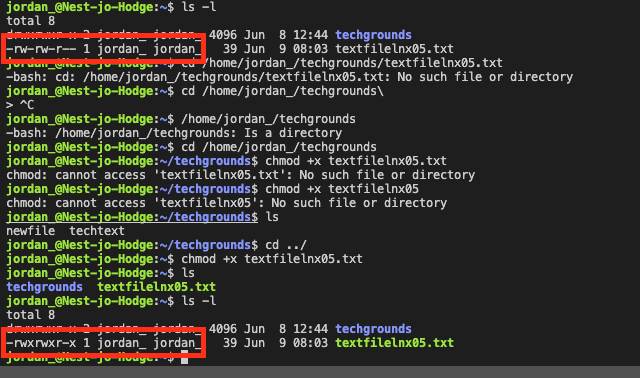 jordan_@Nest-jo-Hodge:~$ ls -l
total 8
drwxrwxr-x 2 jordan_ jordan_ 4096 Jun  8 12:44 techgrounds
-rw-rw-r-- 1 jordan_ jordan_   39 Jun  9 08:03 textfilelnx05.txt
jordan_@Nest-jo-Hodge:~$ cd /home/jordan_/techgrounds/textfilelnx05.txt
-bash: cd: /home/jordan_/techgrounds/textfilelnx05.txt: No such file or directory
jordan_@Nest-jo-Hodge:~$ cd /home/jordan_/techgrounds\
> ^C
jordan_@Nest-jo-Hodge:~$ /home/jordan_/techgrounds
-bash: /home/jordan_/techgrounds: Is a directory
jordan_@Nest-jo-Hodge:~$ cd /home/jordan_/techgrounds
jordan_@Nest-jo-Hodge:~/techgrounds$ chmod +x textfilelnx05.txt
chmod: cannot access 'textfilelnx05.txt': No such file or directory
jordan_@Nest-jo-Hodge:~/techgrounds$ chmod +x textfilelnx05
chmod: cannot access 'textfilelnx05': No such file or directory
jordan_@Nest-jo-Hodge:~/techgrounds$ ls
newfile  techtext
jordan_@Nest-jo-Hodge:~/techgrounds$ cd ../
jordan_@Nest-jo-Hodge:~$ chmod +x textfilelnx05.txt
jordan_@Nest-jo-Hodge:~$ ls
techgrounds  textfilelnx05.txt
jordan_@Nest-jo-Hodge:~$ ls -l
total 8
drwxrwxr-x 2 jordan_ jordan_ 4096 Jun  8 12:44 techgrounds
-rwxrwxr-x 1 jordan_ jordan_   39 Jun  9 08:03 textfilelnx05.txt
jordan_@Nest-jo-Hodge:~$